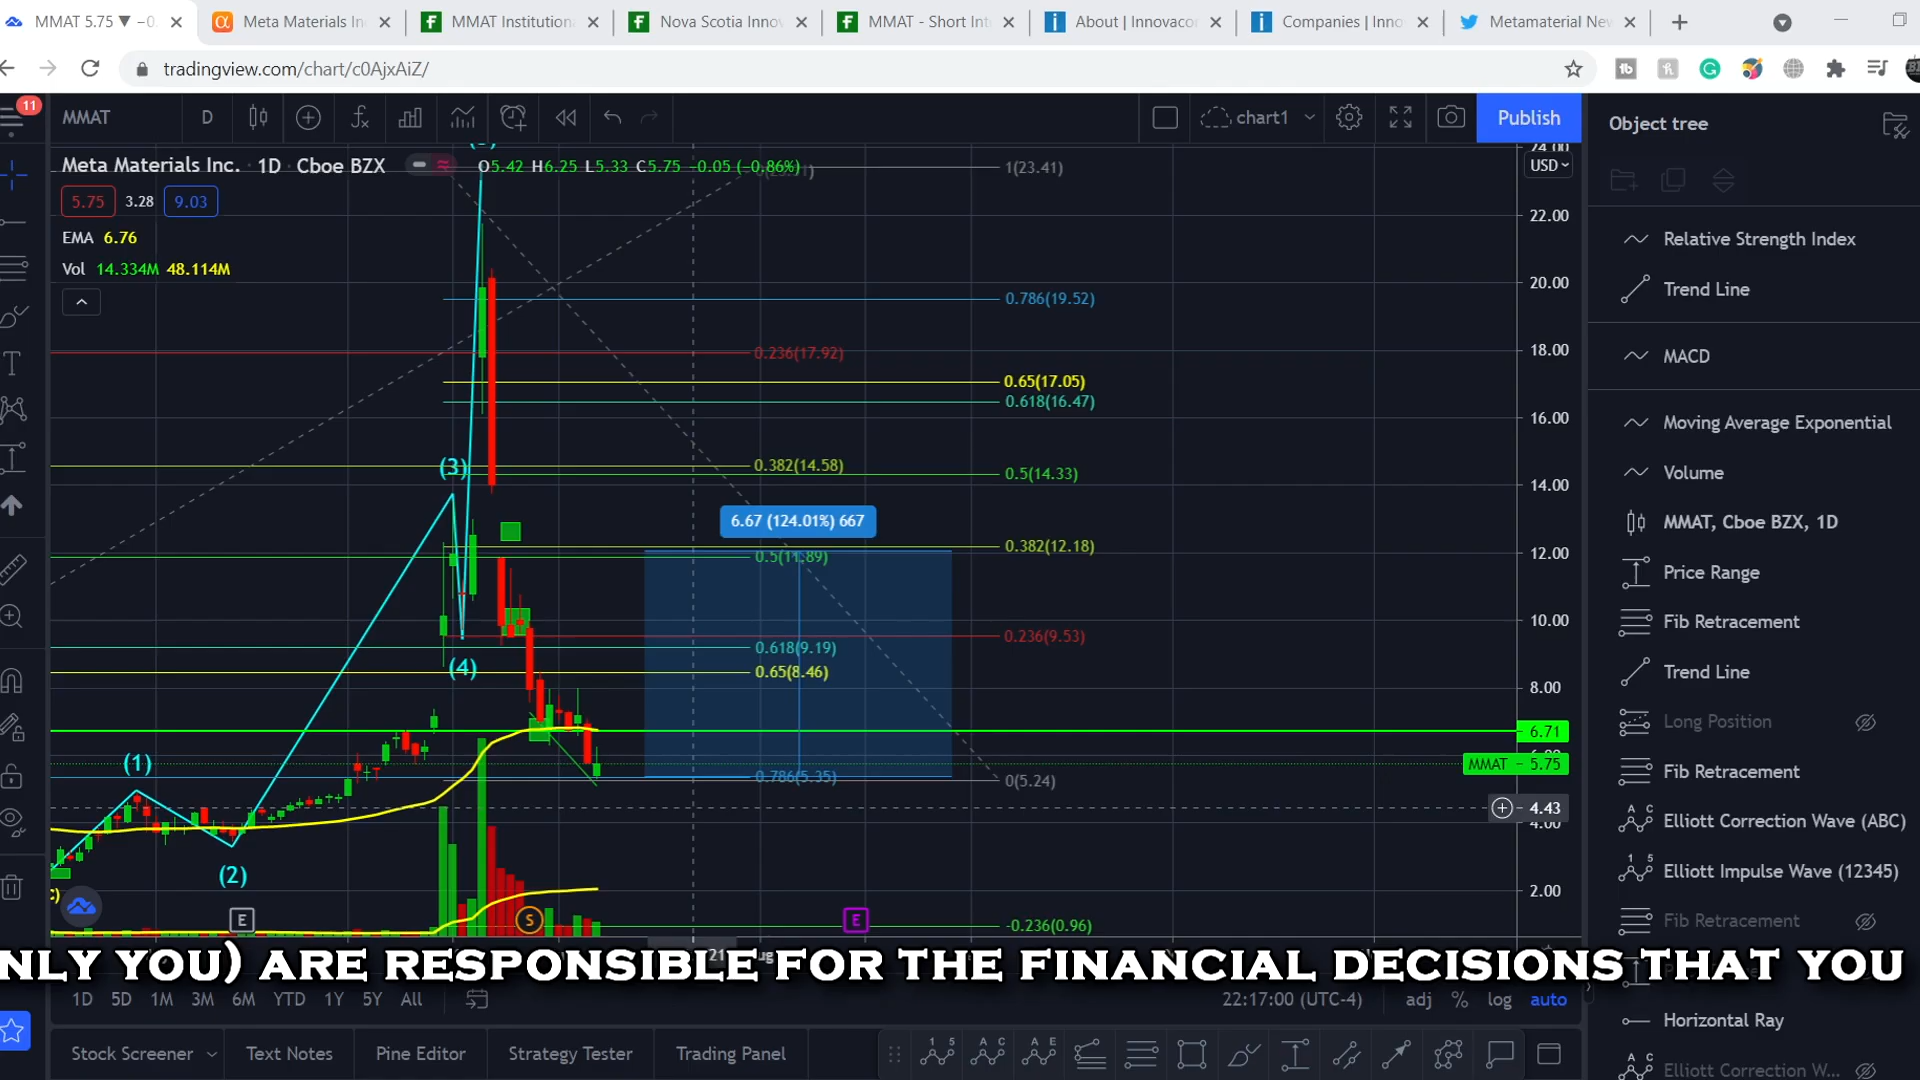 MMAT 5.75 ▼ −0.
Meta Materials In
MMAT Institutiona
Nova Scotia Innov
MMAT - Short Int
About | Innovacor
Companies | Inno
Metamaterial New
tradingview.com/chart/c0AjxAiZ/
11
MMAT
D
chart1
Publish
Object tree
Meta Materials Inc. · 1D · Cboe BZX
O5.42 H6.25 L5.33 C5.75 −0.05 (−0.86%)
1(23.41)
24.00
USD
5.75
3.28
9.03
EMA 6.76
Vol 14.334M 48.114M
22.00
20.00
18.00
16.00
14.00
12.00
10.00
8.00
6.71
MMAT 5.75
4.43
4.00
2.00
0.786(19.52)
0.236(17.92)
0.65(17.05)
0.618(16.47)
0.382(14.58)
0.5(14.33)
6.67 (124.01%) 667
0.382(12.18)
0.5(11.89)
0.236(9.53)
0.618(9.19)
0.65(8.46)
0.786(5.35)
0(5.24)
-0.236(0.96)
(1)
(2)
(3)
(4)
E
S
E
Relative Strength Index
Trend Line
MACD
Moving Average Exponential
Volume
MMAT, Cboe BZX, 1D
Price Range
Fib Retracement
Trend Line
Long Position
Fib Retracement
Elliott Correction Wave (ABC)
Elliott Impulse Wave (12345)
Fib Retracement
Horizontal Ray
Elliott Correction W...
NLY YOU) ARE RESPONSIBLE FOR THE FINANCIAL DECISIONS THAT YOU
1D 5D 1M 3M 6M YTD 1Y 5Y All
22:17:00 (UTC-4)
adj % log auto
Stock Screener
Text Notes
Pine Editor
Strategy Tester
Trading Panel